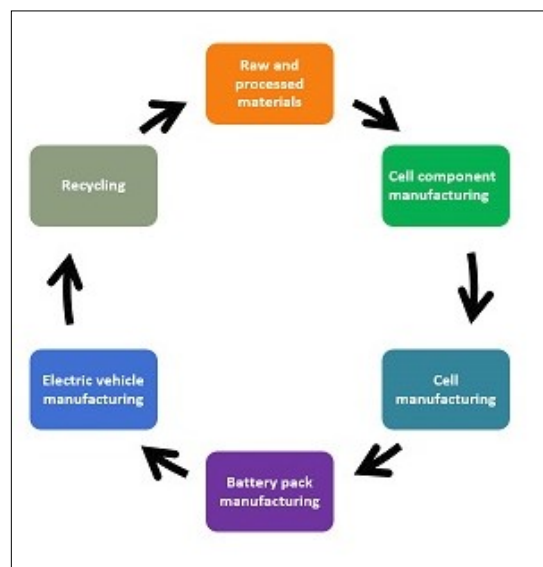 Raw and
processed
materials
Cell component
manufacturing
Cell
manufacturing
Battery pack
manufacturing
Electric vehicle
manufacturing
Recycling